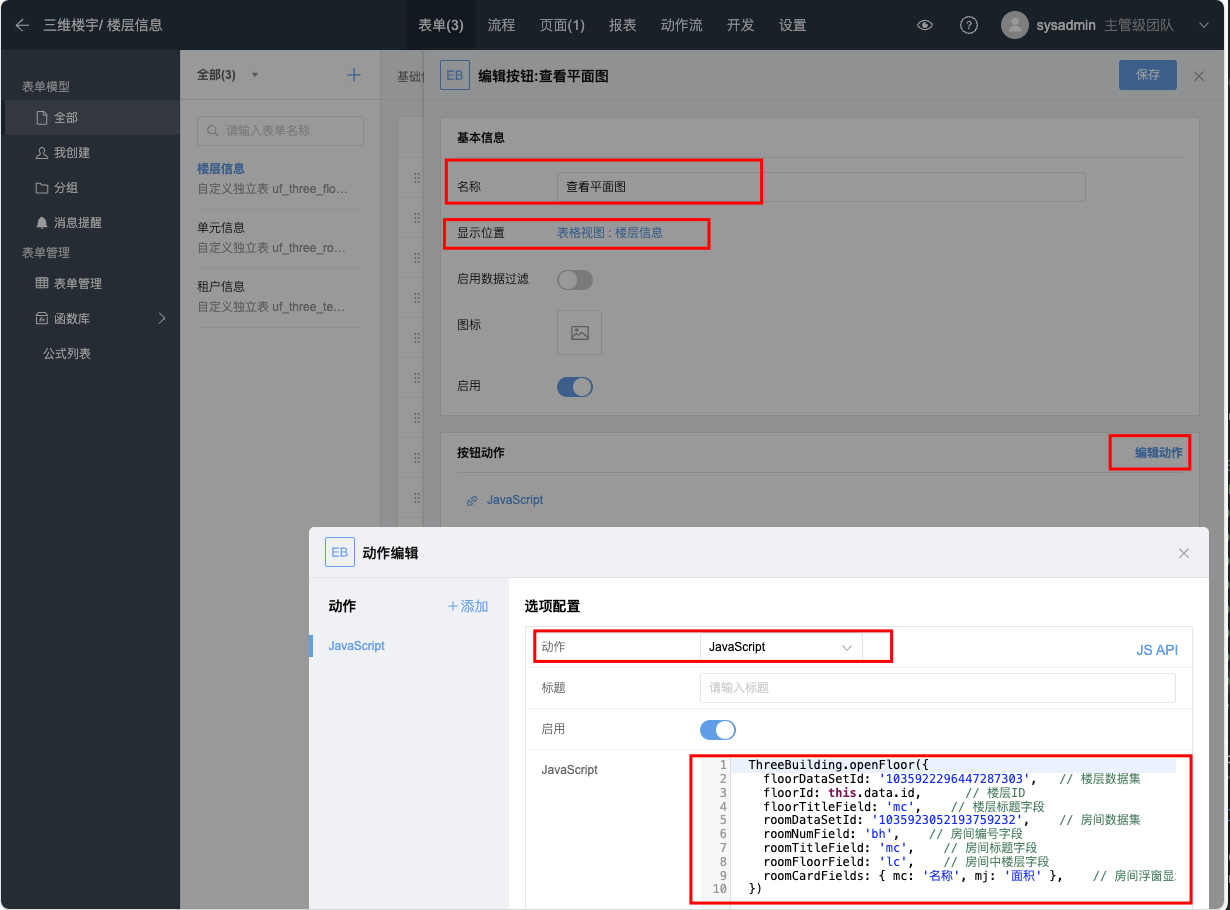 三维楼宇/ 楼层信息
表单(3) 流程 页面(1) 报表 动作流 开发 设置
sysadmin 主管级团队
表单模型
全部
我创建
分组
消息提醒
表单管理
表单管理
函数库
公式列表
全部(3)
请输入表单名称
楼层信息
自定义独立表 uf_three_flo...
单元信息
自定义独立表 uf_three_ro...
租户信息
自定义独立表 uf_three_te...
基础
EB 编辑按钮:查看平面图
保存
基本信息
名称 查看平面图
显示位置 表格视图 : 楼层信息
启用数据过滤
图标
启用
按钮动作 编辑动作
JavaScript
EB 动作编辑
动作 +添加
JavaScript
选项配置
动作 JavaScript
JS API
标题 请输入标题
启用
JavaScript
1 ThreeBuilding.openFloor({
2 floorDataSetId: '1035922296447287303', // 楼层数据集
3 floorId: this.data.id, // 楼层ID
4 floorTitleField: 'mc', // 楼层标题字段
5 roomDataSetId: '1035923052193759232', // 房间数据集
6 roomNumField: 'bh', // 房间编号字段
7 roomTitleField: 'mc', // 房间标题字段
8 roomFloorField: 'lc', // 房间中楼层字段
9 roomCardFields: { mc: '名称', mj: '面积' }, // 房间浮窗显
10 })